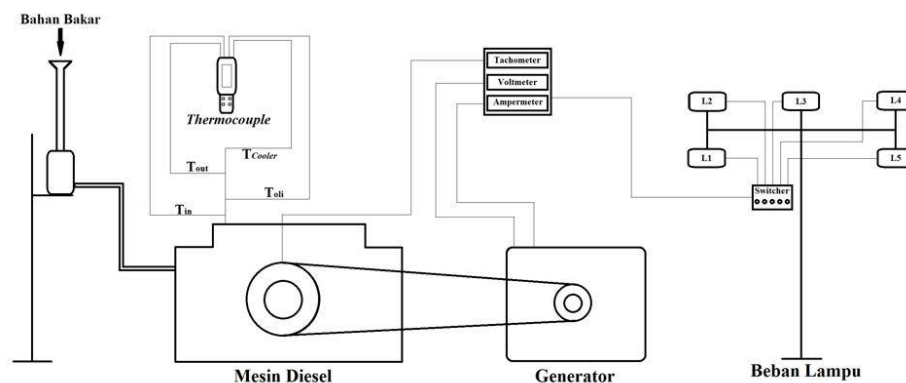 Bahan Bakar
Thermocouple
Tachometer
Voltmeter
Ampermeter
L2
L3
L4
L1
L5
Switcher
TCooler
Tout
Toli
Tin
Mesin Diesel
Generator
Beban Lampu